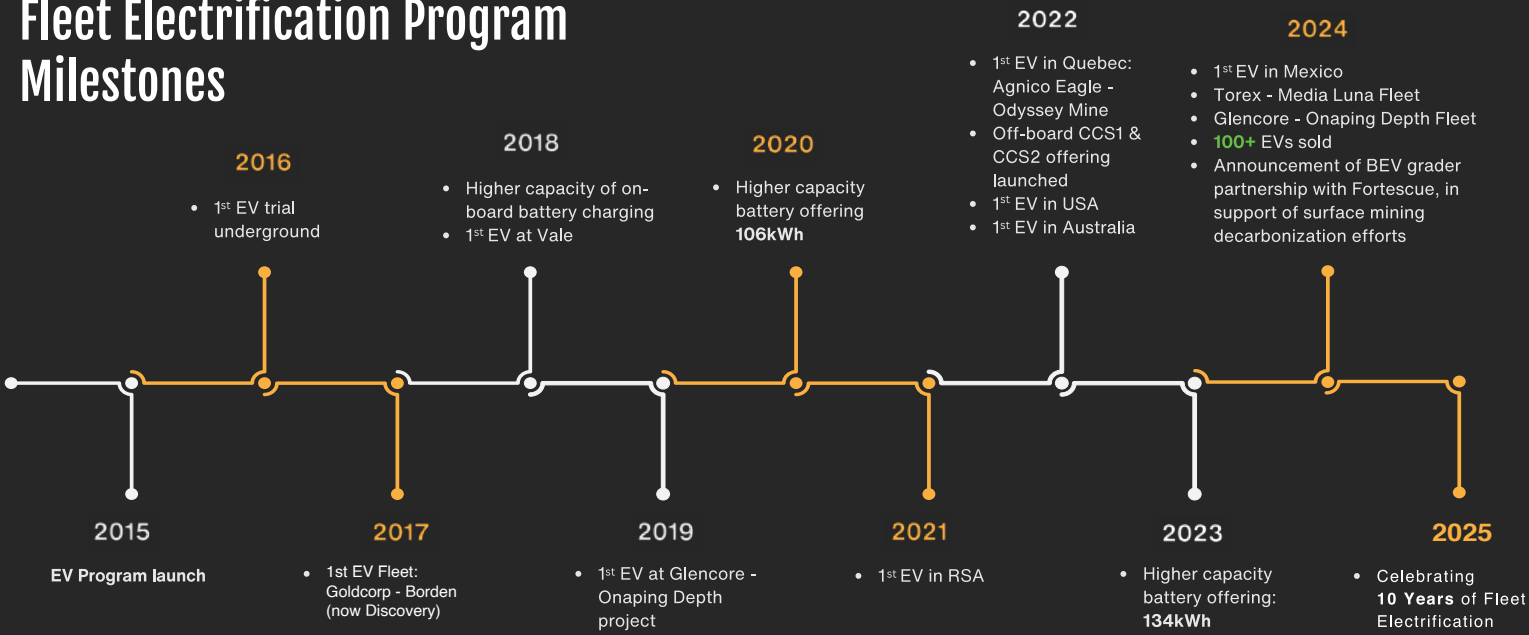 Fleet Electrification Program
Milestones
2015
EV Program launch
2016
• 1st EV trial
underground
2017
• 1st EV Fleet:
Goldcorp - Borden
(now Discovery)
2018
• Higher capacity of on-
board battery charging
• 1st EV at Vale
2019
• 1st EV at Glencore -
Onaping Depth
project
2020
• Higher capacity
battery offering
106kWh
2021
• 1st EV in RSA
2022
• 1st EV in Quebec:
Agnico Eagle -
Odyssey Mine
• Off-board CCS1 &
CCS2 offering
launched
• 1st EV in USA
• 1st EV in Australia
2023
• Higher capacity
battery offering:
134kWh
2024
• 1st EV in Mexico
• Torex - Media Luna Fleet
• Glencore - Onaping Depth Fleet
• 100+ EVs sold
• Announcement of BEV grader
partnership with Fortescue, in
support of surface mining
decarbonization efforts
2025
• Celebrating
10 Years of Fleet
Electrification